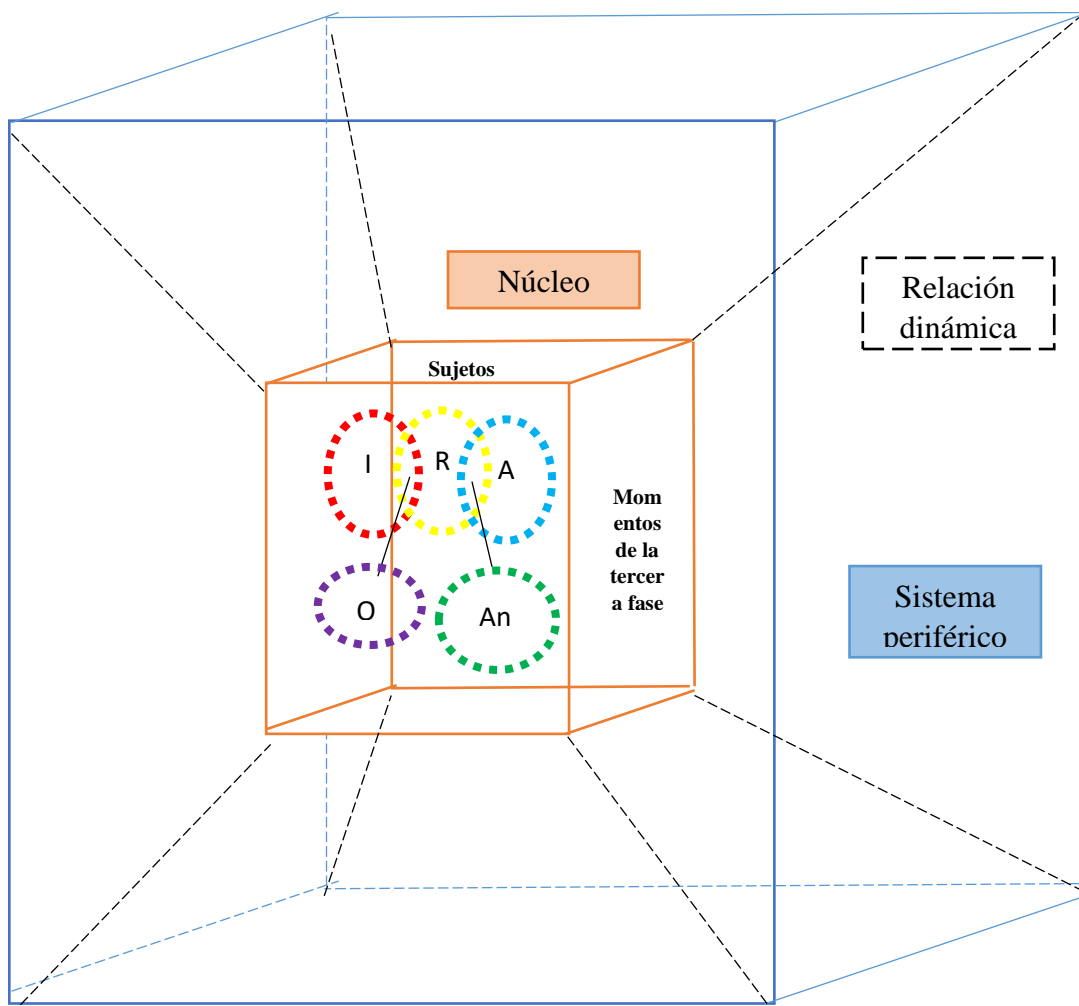 Núcleo
Relación
dinámica
Sujetos
I
R
A
Mom
entos
de la
tercer
a fase
O
An
Sistema
periférico